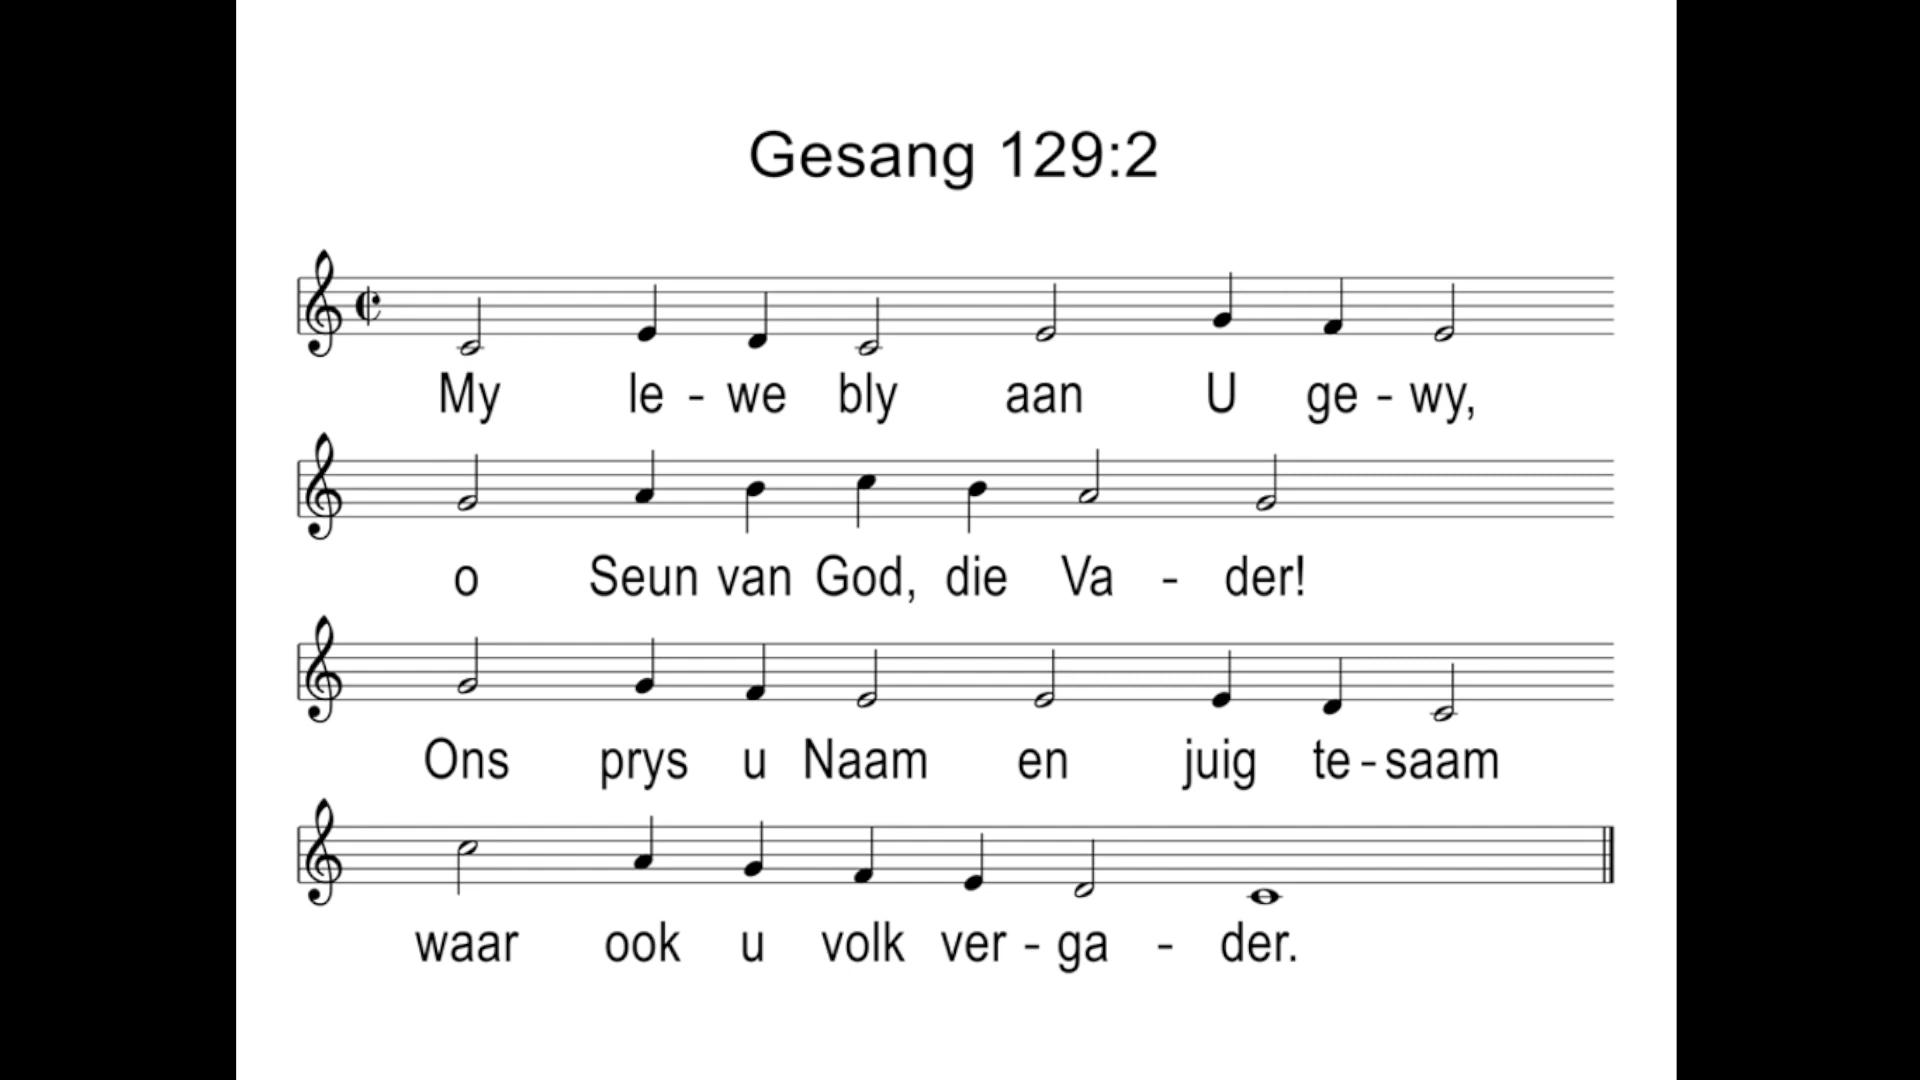 Gesang 129:2
My le - we bly aan U ge - wy,
o Seun van God, die Va - der!
Ons prys u Naam en juig te - saam
waar ook u volk ver - ga - der.